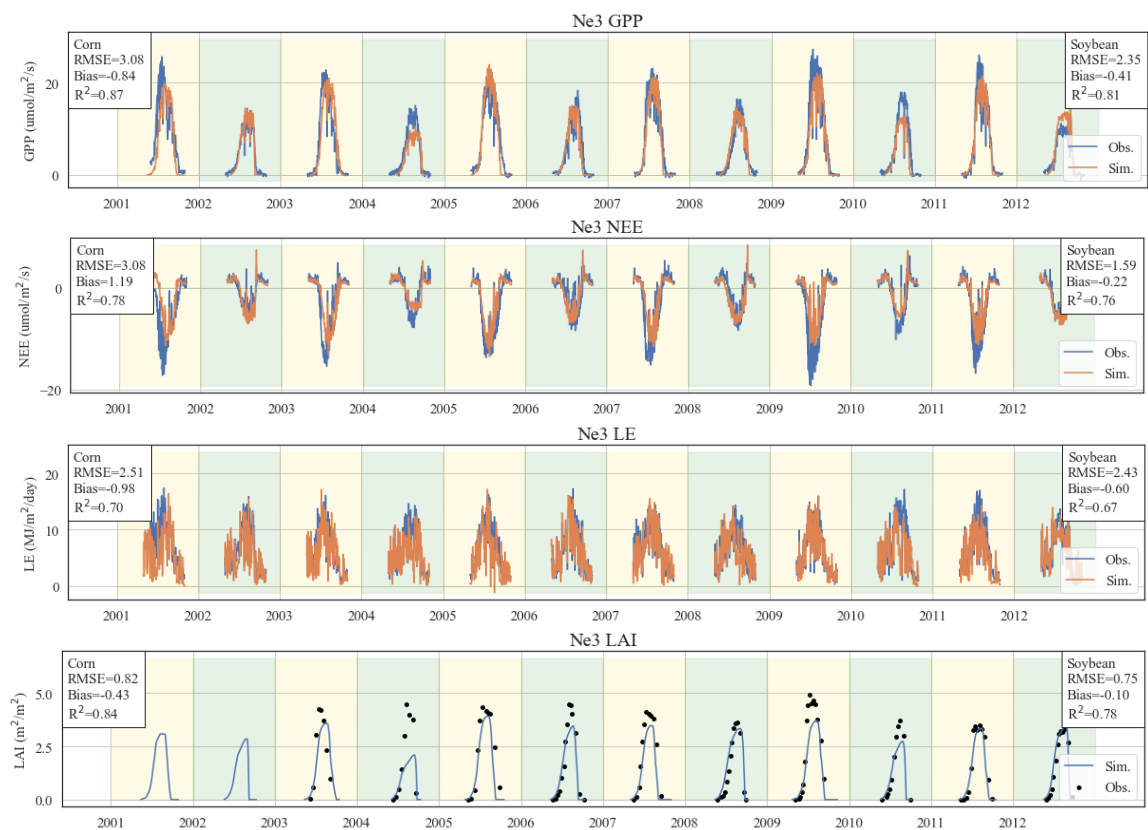 Ne3 GPP
Corn
RMSE=3.08
Bias=-0.84
R²=0.87
Soybean
RMSE=2.35
Bias=-0.41
R²=0.81
GPP (umol/m²/s)
20
0
Obs.
Sim.
2001 2002 2003 2004 2005 2006 2007 2008 2009 2010 2011 2012
Ne3 NEE
Corn
RMSE=3.08
Bias=1.19
R²=0.78
Soybean
RMSE=1.59
Bias=-0.22
R²=0.76
NEE (umol/m²/s)
0
−20
Obs.
Sim.
2001 2002 2003 2004 2005 2006 2007 2008 2009 2010 2011 2012
Ne3 LE
Corn
RMSE=2.51
Bias=-0.98
R²=0.70
Soybean
RMSE=2.43
Bias=-0.60
R²=0.67
LE (MJ/m²/day)
20
10
0
Obs.
Sim.
2001 2002 2003 2004 2005 2006 2007 2008 2009 2010 2011 2012
Ne3 LAI
Corn
RMSE=0.82
Bias=-0.43
R²=0.84
Soybean
RMSE=0.75
Bias=-0.10
R²=0.78
LAI (m²/m²)
5.0
2.5
0.0
Sim.
Obs.
2001 2002 2003 2004 2005 2006 2007 2008 2009 2010 2011 2012